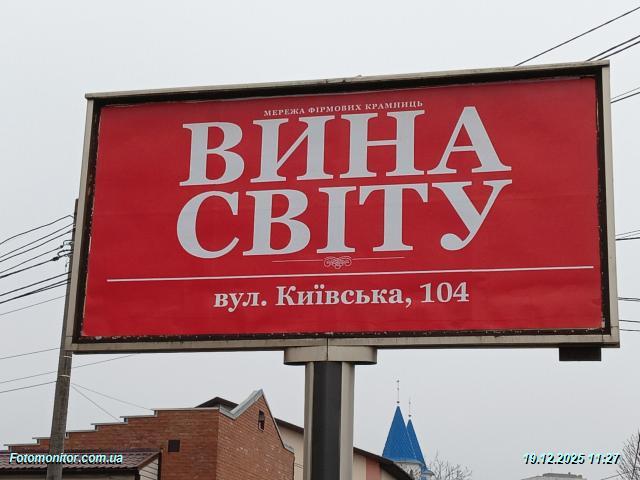 МЕРЕЖА ФІРМОВИХ КРАМНИЦЬ
ВИНА
СВІТУ
вул. Київська, 104
Fotomonitor.com.ua
19.12.2025 11:27